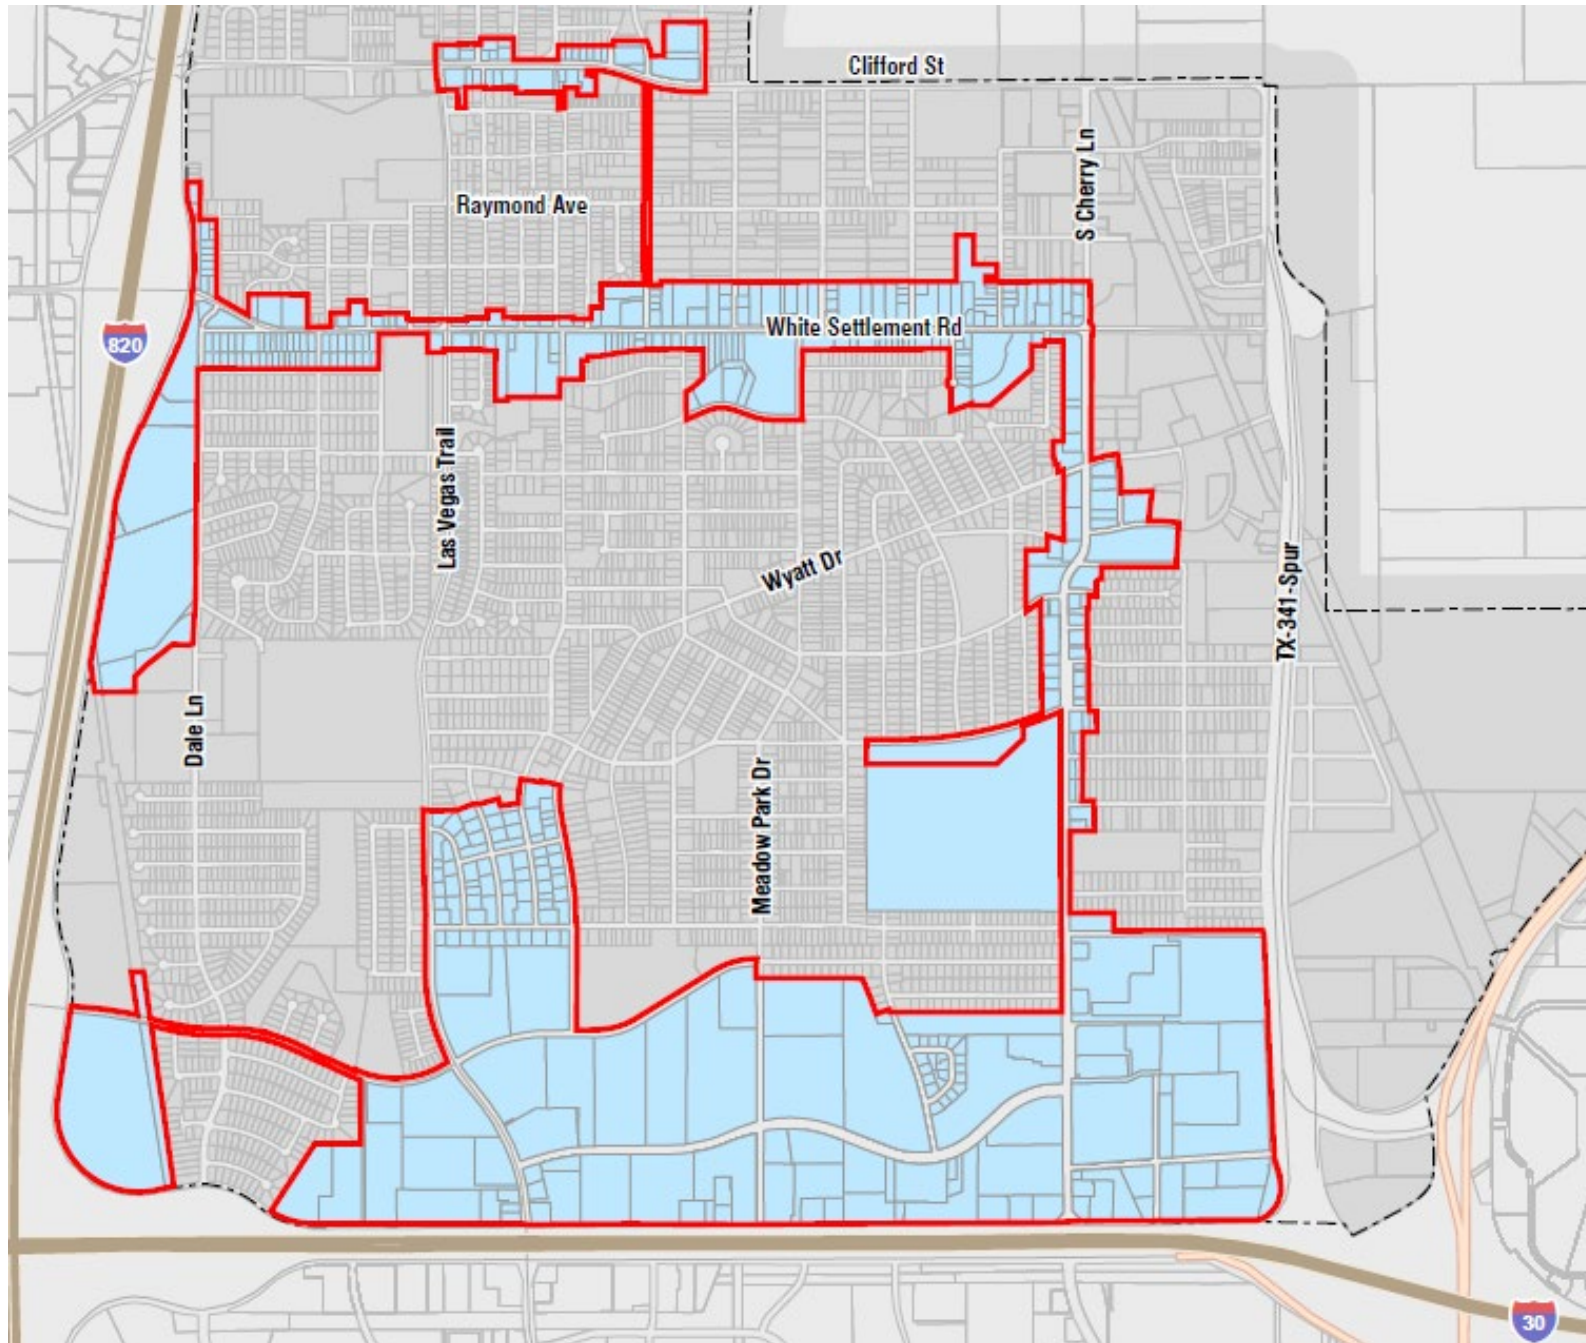 Clifford St
S Cherry Ln
Raymond Ave
White Settlement Rd
820
Las Vegas Trail
Wyatt Dr
TX-341-Spur
Dale Ln
Meadow Park Dr
30